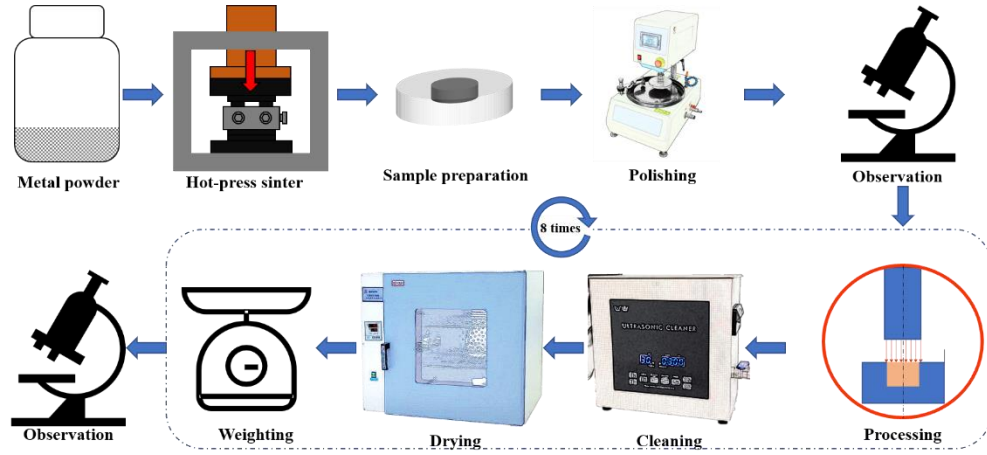 Metal powder
Hot-press sinter
Sample preparation
Polishing
Observation
8 times
ULTRASONIC CLEANER
Observation
Weighting
Drying
Cleaning
Processing